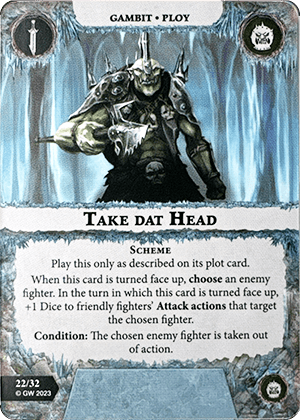 GAMBIT • PLOY
TAKE DAT HEAD
SCHEME
Play this only as described on its plot card.
When this card is turned face up, choose an enemy
fighter. In the turn in which this card is turned face up,
+1 Dice to friendly fighters' Attack actions that target
the chosen fighter.
Condition: The chosen enemy fighter is taken out
of action.
22/32
© GW 2023